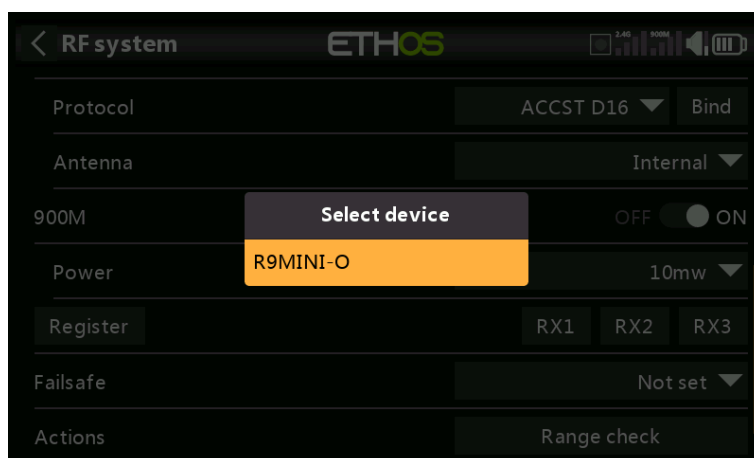 RF system ETHOS 2.4G 900M
Protocol ACCST D16 Bind
Antenna Internal
900M OFF ON
Select device
R9MINI-O
Power 10mw
Register RX1 RX2 RX3
Failsafe Not set
Actions Range check